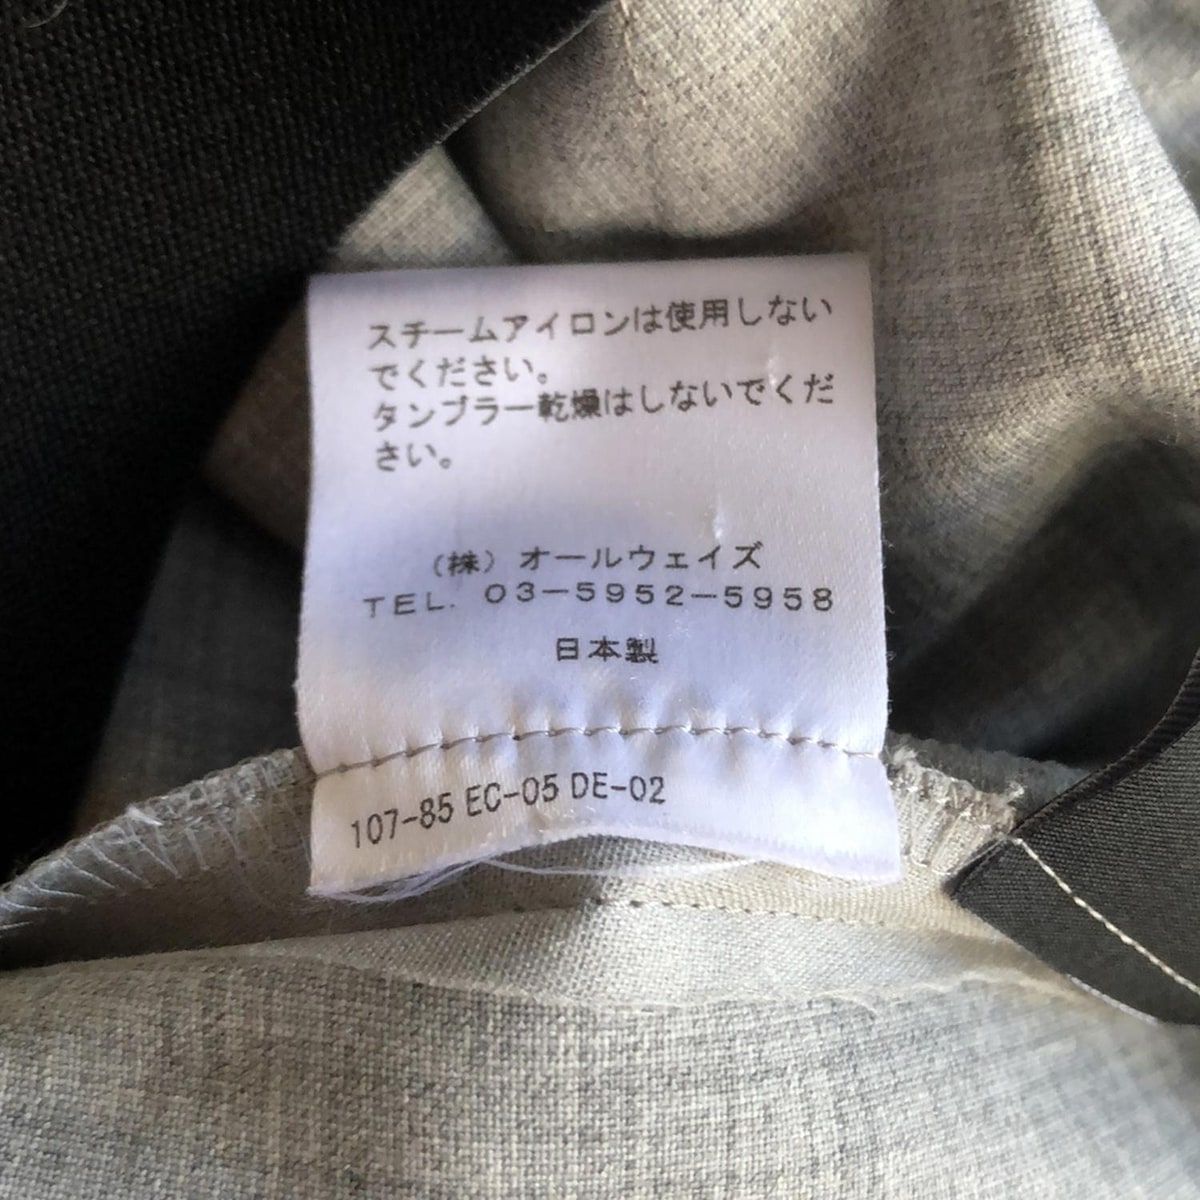 スチームアイロンは使用しない
でください。
タンブラー乾燥はしないでくだ
さい。
（株）オールウェイズ
TEL. 03-5952-5958
日本製
107-85 EC-05 DE-02